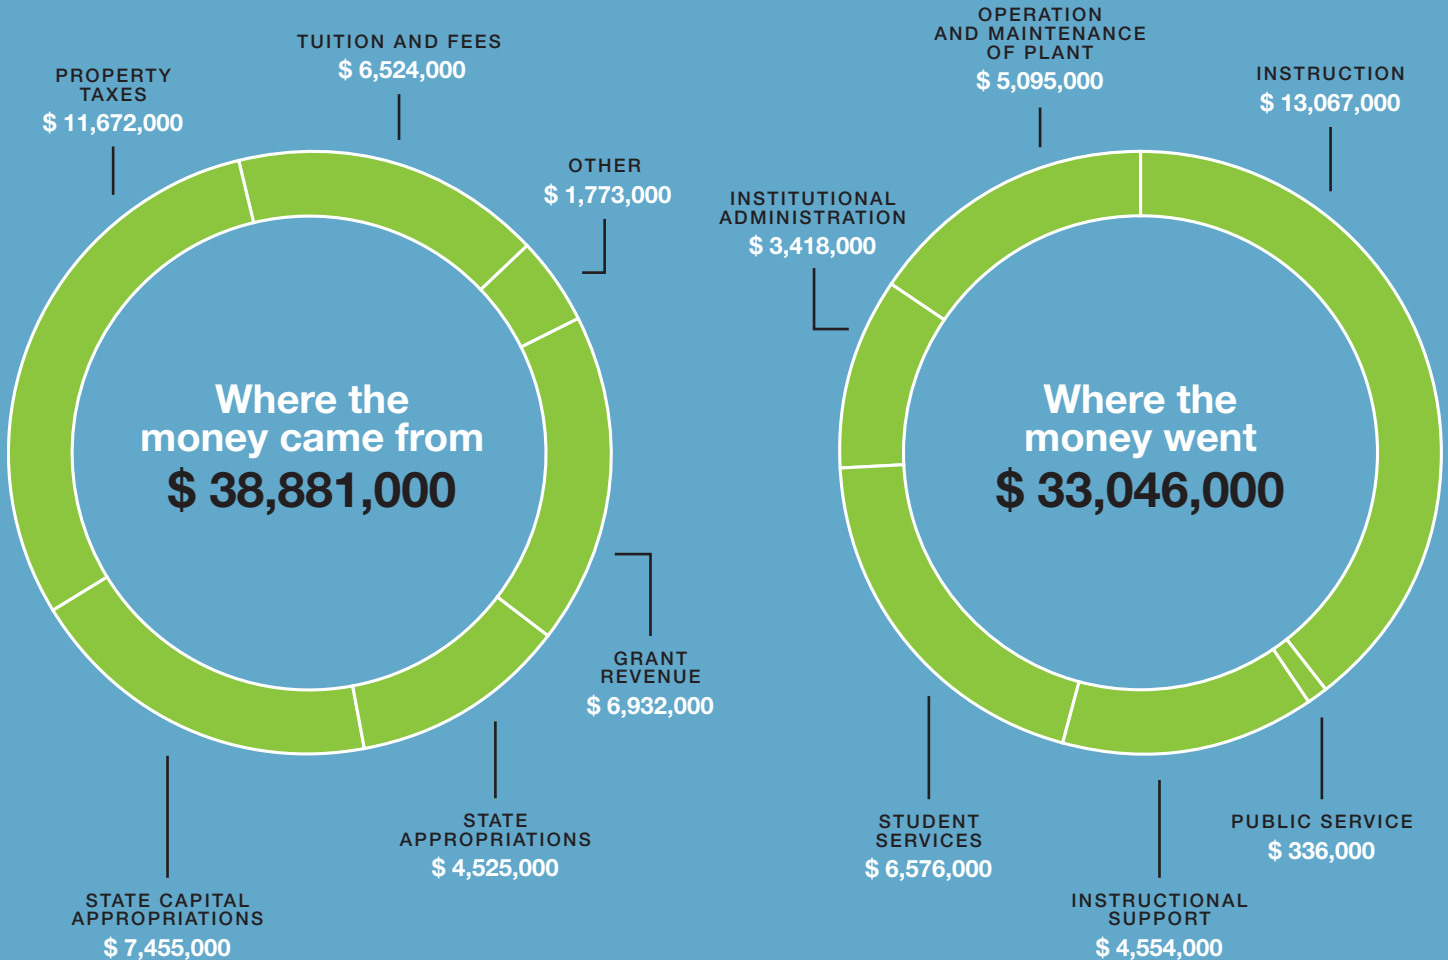 PROPERTY
TAXES
$ 11,672,000
TUITION AND FEES
$ 6,524,000
OTHER
$ 1,773,000
Where the
money came from
$ 38,881,000
GRANT
REVENUE
$ 6,932,000
STATE
APPROPRIATIONS
$ 4,525,000
STATE CAPITAL
APPROPRIATIONS
$ 7,455,000
OPERATION
AND MAINTENANCE
OF PLANT
$ 5,095,000
INSTRUCTION
$ 13,067,000
INSTITUTIONAL
ADMINISTRATION
$ 3,418,000
Where the
money went
$ 33,046,000
STUDENT
SERVICES
$ 6,576,000
PUBLIC SERVICE
$ 336,000
INSTRUCTIONAL
SUPPORT
$ 4,554,000